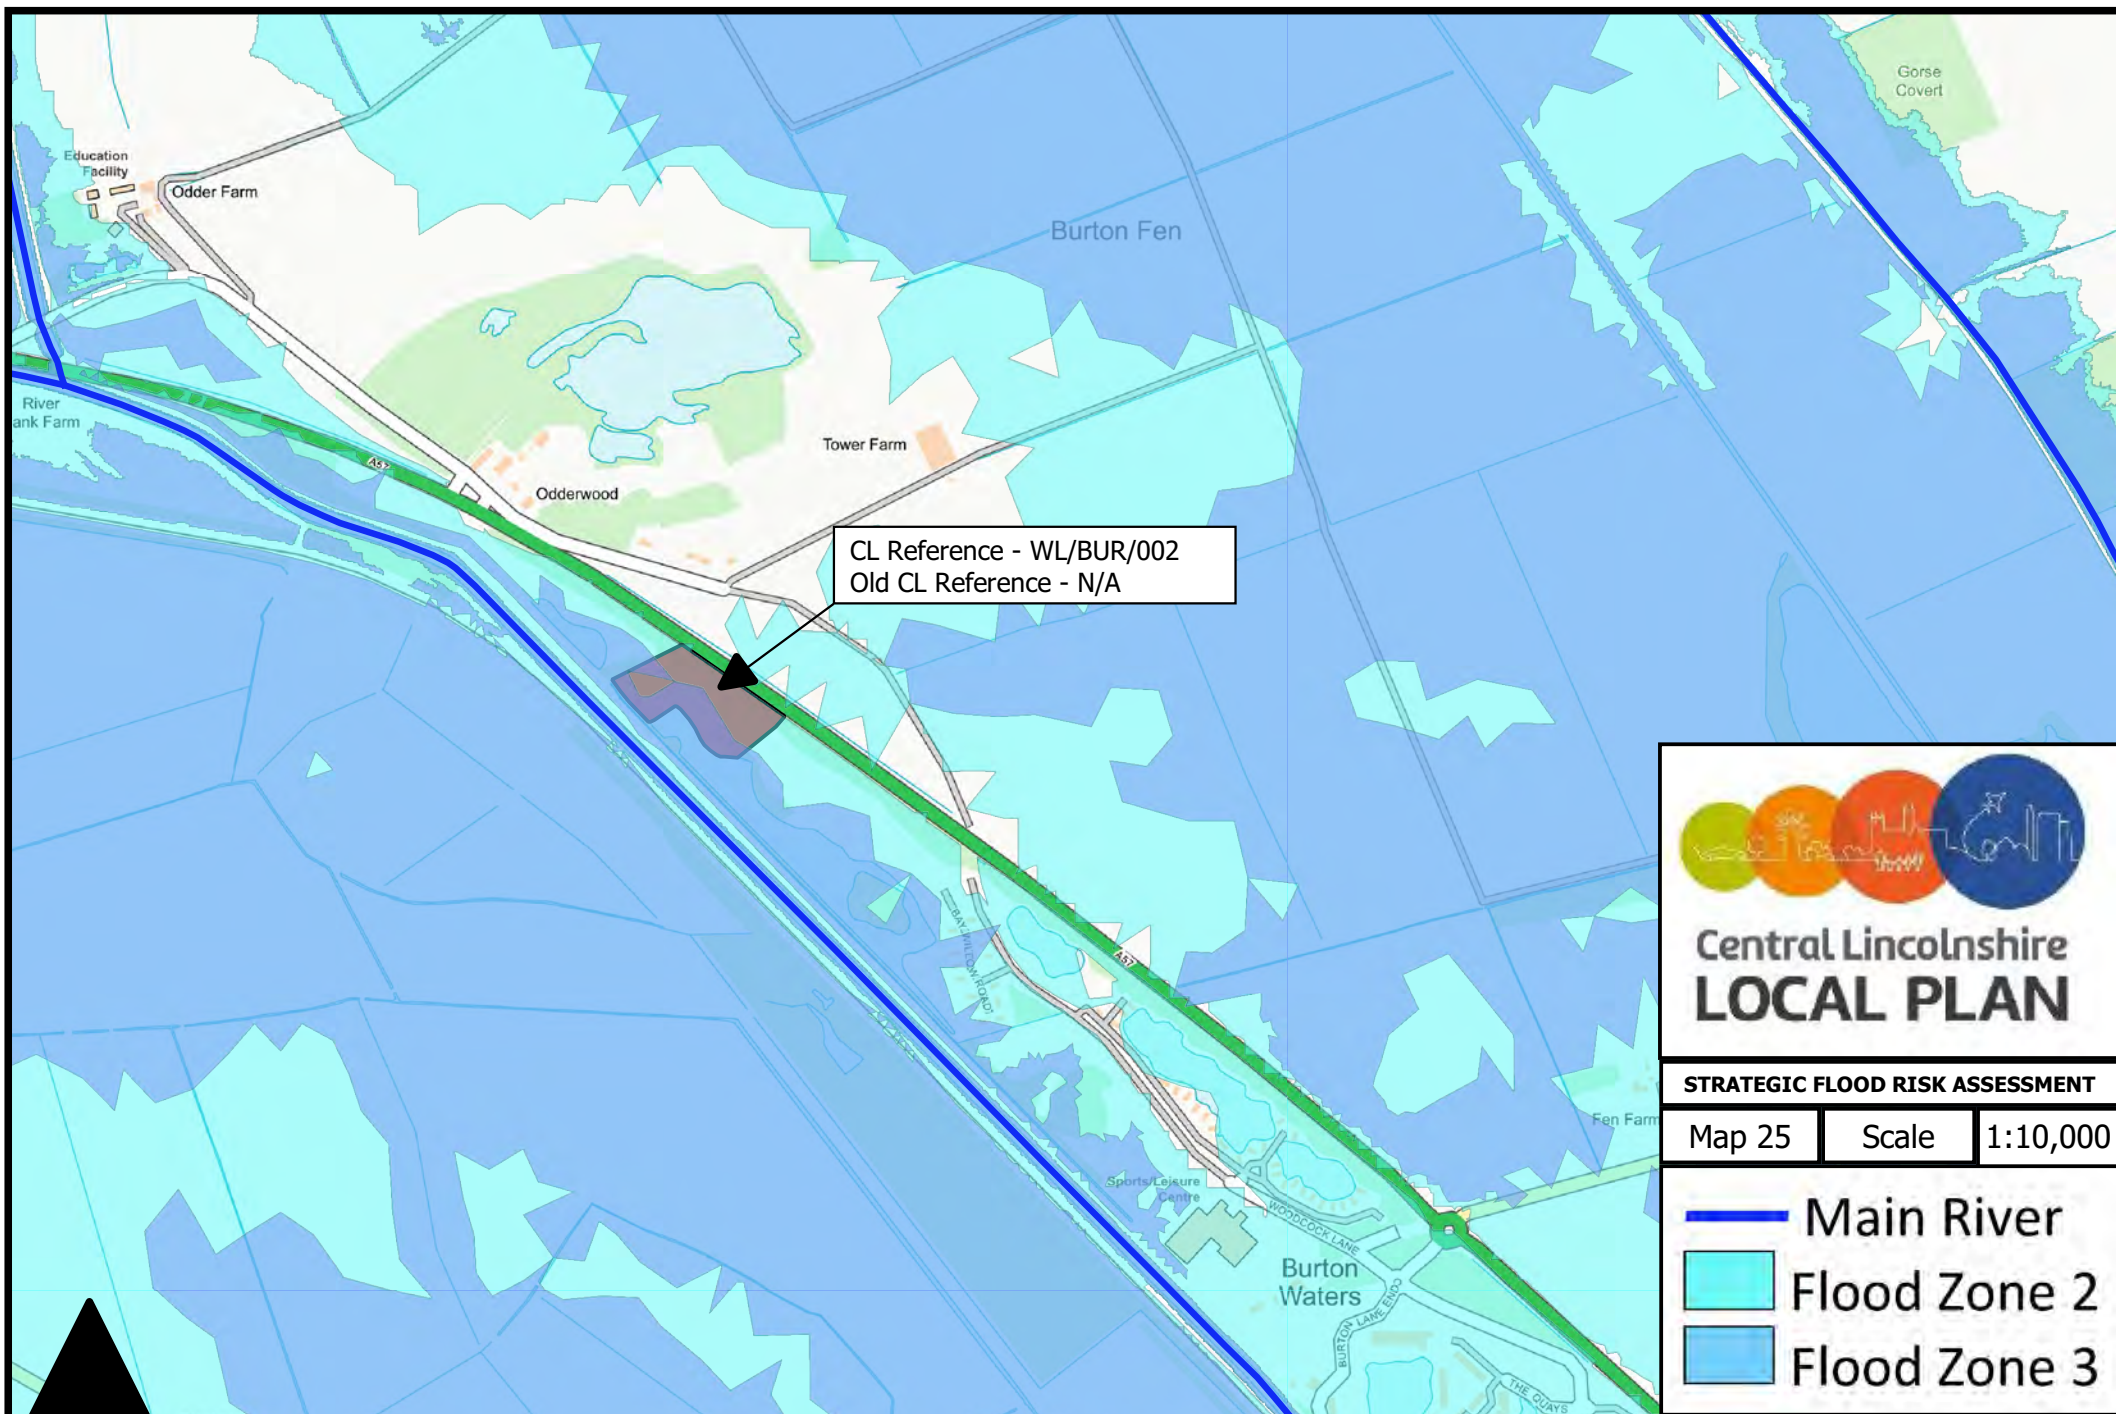 Gorse
Covert
Education
Facility
Odder Farm
Burton Fen
River
ank Farm
A57
Tower Farm
Odderwood
CL Reference - WL/BUR/002
Old CL Reference - N/A
BAYSWILLOW ROAD
A57
Fen Farm
Sports/Leisure
Centre
WOODCOCK LANE
Burton
Waters
BURTON LANE END
THE QUAYS
Central Lincolnshire
LOCAL PLAN
STRATEGIC FLOOD RISK ASSESSMENT
Map 25
Scale
1:10,000
Main River
Flood Zone 2
Flood Zone 3